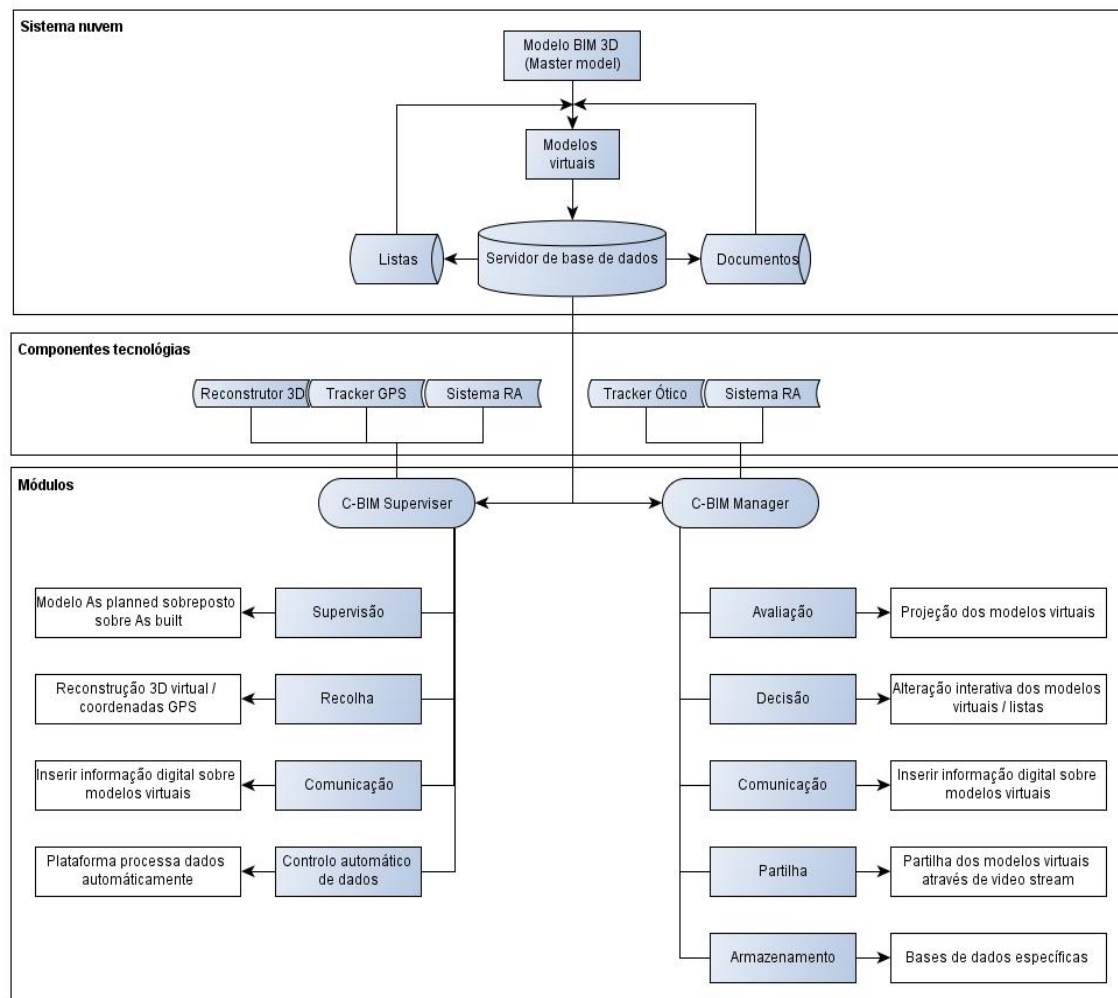 Sistema nuvem
Modelo BIM 3D
(Master model)
Modelos
virtuais
Listas
Servidor de base de dados
Documentos
Componentes tecnológias
Reconstrutor 3D
Tracker GPS
Sistema RA
Tracker Ótico
Sistema RA
Módulos
C-BIM Superviser
C-BIM Manager
Modelo As planned sobreposto
sobre As built
Supervisão
Avaliação
Projeção dos modelos virtuais
Reconstrução 3D virtual /
coordenadas GPS
Recolha
Decisão
Alteração interativa dos modelos
virtuais / listas
Inserir informação digital sobre
modelos virtuais
Comunicação
Comunicação
Inserir informação digital sobre
modelos virtuais
Plataforma processa dados
automáticamente
Controlo automático
de dados
Partilha
Partilha dos modelos virtuais
através de video stream
Armazenamento
Bases de dados específicas